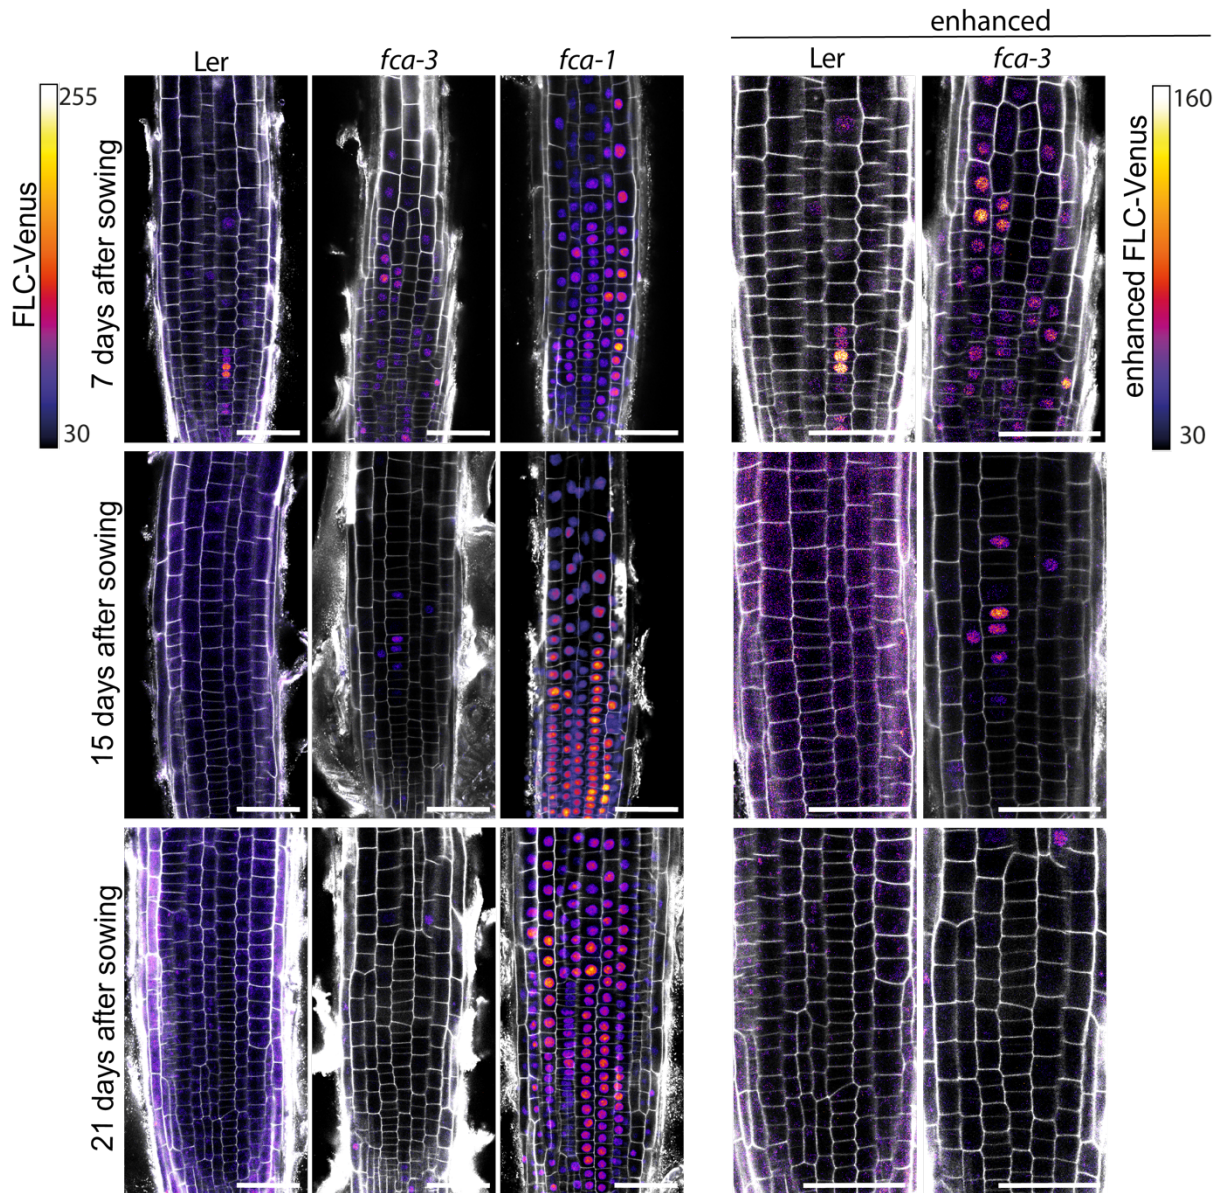 enhanced
Ler
fca-3
fca-1
Ler
fca-3
255
FLC-Venus
30
7 days after sowing
160
enhanced FLC-Venus
30
15 days after sowing
21 days after sowing